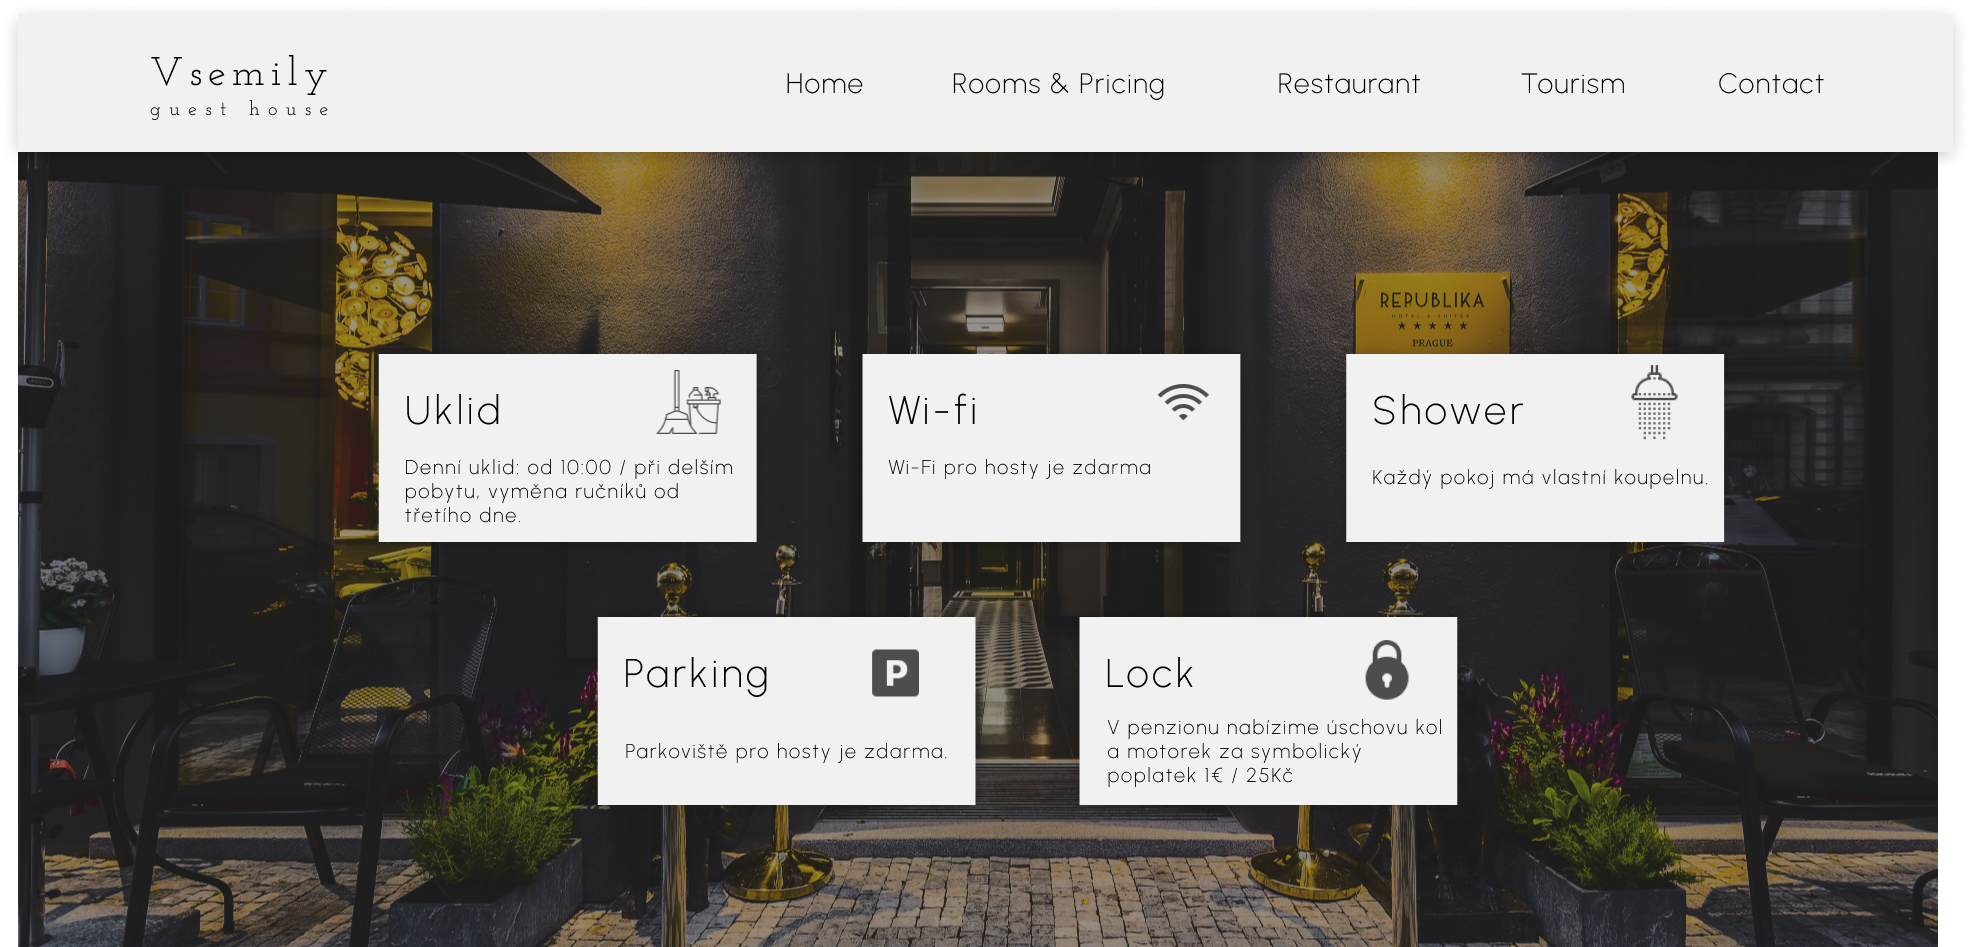 Vsemily
guest house
Home Rooms & Pricing Restaurant Tourism Contact
REPUBLIKA
HOTEL & SUITES
PRAGUE
Uklid
Denní uklid: od 10:00 / při delším
pobytu, vyměna ručníků od
třetího dne.
Wi-fi
Wi-Fi pro hosty je zdarma
Shower
Každý pokoj má vlastní koupelnu.
Parking
P
Parkoviště pro hosty je zdarma.
Lock
V penzionu nabízime úschovu kol
a motorek za symbolický
poplatek 1€ / 25Kč